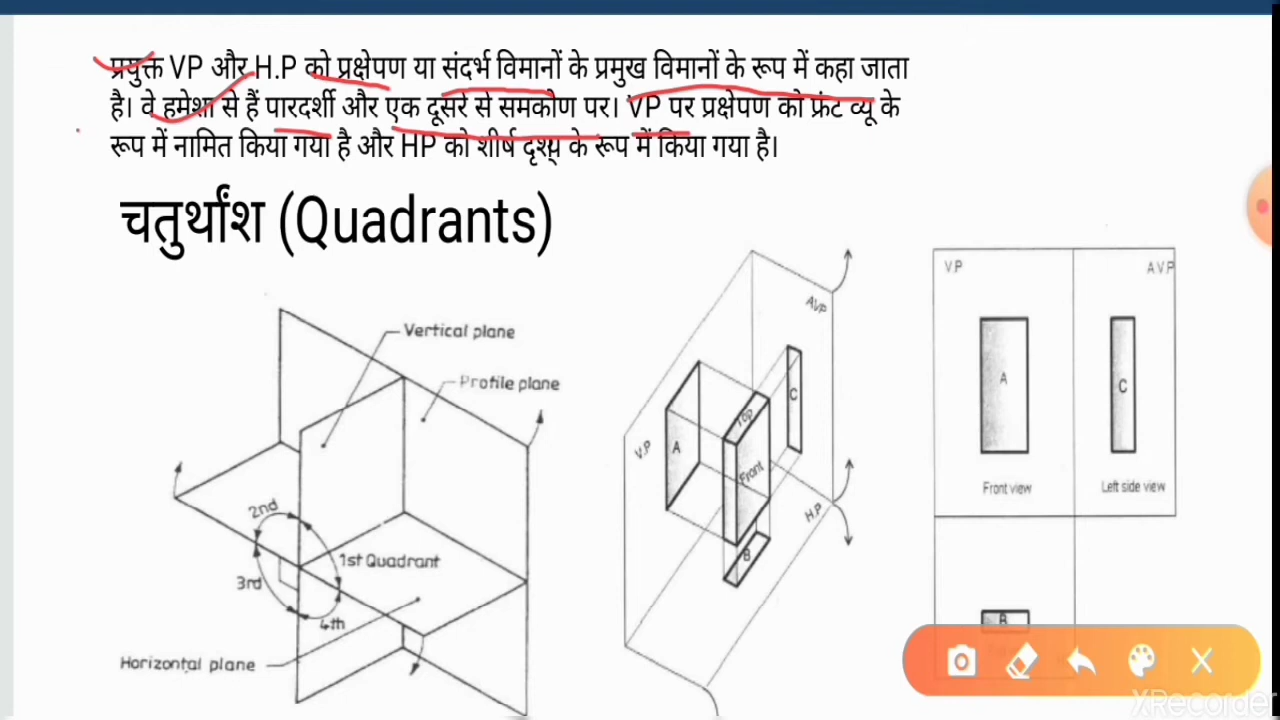 प्रयुक्त VP और H.P को प्रक्षेपण या संदर्भ विमानों के प्रमुख विमानों के रूप में कहा जाता
है। वे हमेशा से हैं पारदर्शी और एक दूसरे से समकोण पर। VP पर प्रक्षेपण को फ्रंट व्यू के
रूप में नामित किया गया है और HP को शीर्ष दृश्य के रूप में किया गया है।
चतुर्थांश (Quadrants)
Vertical plane
Profile plane
2nd
1st Quadrant
3rd
4th
Horizontal plane
AVP
V.P
A
Top
Front
C
H.P
B
V.P
A.V.P
A
C
Front view
Left side view
B
XRecorder